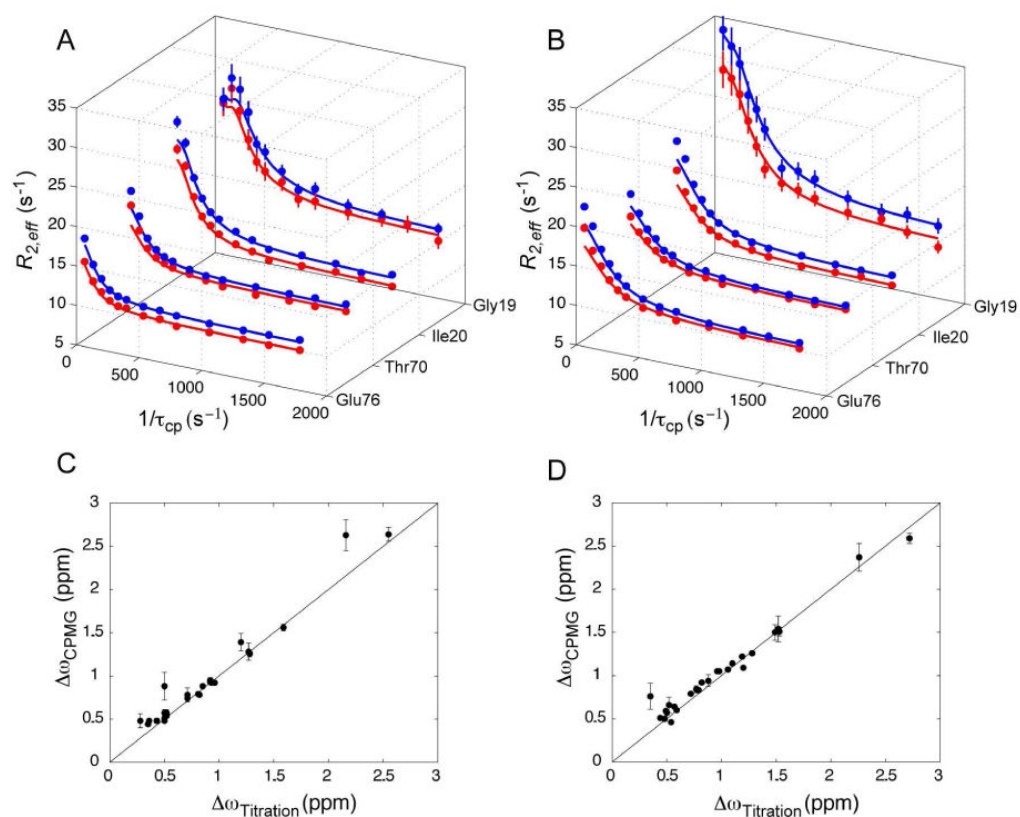 A
B
35
30
25
20
15
10
5
R2,eff (s⁻¹)
0
500
1000
1500
2000
1/τcp (s⁻¹)
Gly19
Ile20
Thr70
Glu76
35
30
25
20
15
10
5
R2,eff (s⁻¹)
0
500
1000
1500
2000
1/τcp (s⁻¹)
Gly19
Ile20
Thr70
Glu76
C
D
3
2.5
2
1.5
1
0.5
0
ΔωCPMG (ppm)
0 0.5 1 1.5 2 2.5 3
ΔωTitration (ppm)
3
2.5
2
1.5
1
0.5
0
ΔωCPMG (ppm)
0 0.5 1 1.5 2 2.5 3
ΔωTitration (ppm)